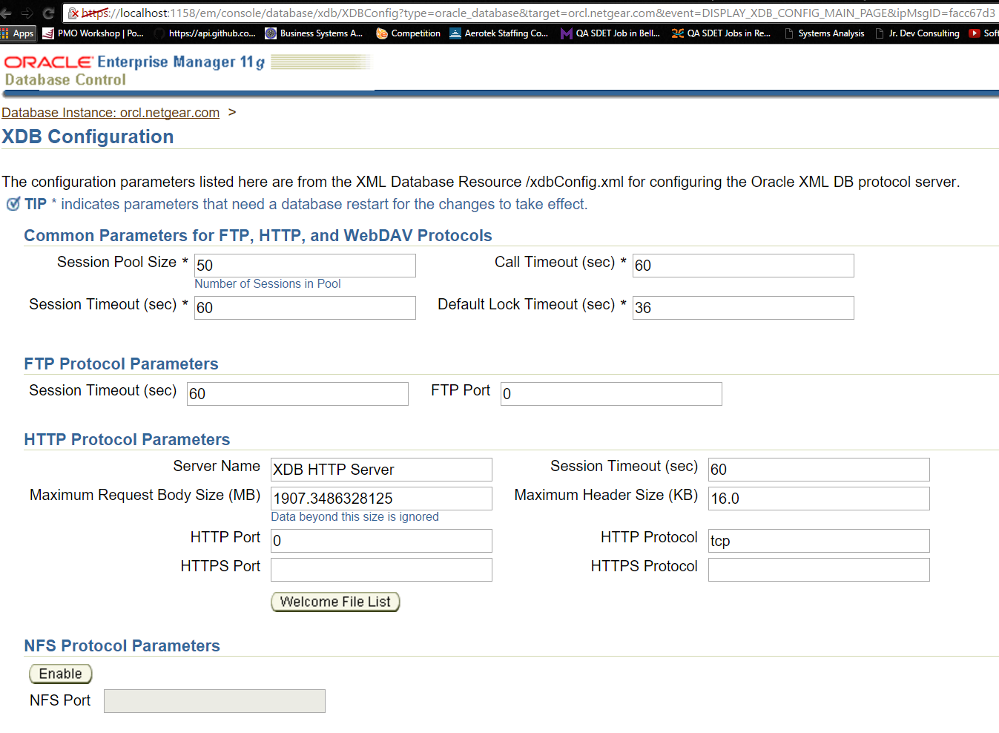 https://localhost:1158/em/console/database/xdb/XDBConfig?type=oracle_database&target=orcl.netgear.com&event=DISPLAY_XDB_CONFIG_MAIN_PAGE&ipMsgID=facc67d3
Apps PMO Workshop | Po... https://api.github.co... Business Systems A... Competition Aerotek Staffing Co... QA SDET Job in Bell... QA SDET Jobs in Re... Systems Analysis Jr. Dev Consulting Soft
ORACLE Enterprise Manager 11g
Database Control
Database Instance: orcl.netgear.com >
XDB Configuration
The configuration parameters listed here are from the XML Database Resource /xdbConfig.xml for configuring the Oracle XML DB protocol server.
TIP * indicates parameters that need a database restart for the changes to take effect.
Common Parameters for FTP, HTTP, and WebDAV Protocols
Session Pool Size * 50 Call Timeout (sec) * 60
Number of Sessions in Pool
Session Timeout (sec) * 60 Default Lock Timeout (sec) * 36
FTP Protocol Parameters
Session Timeout (sec) 60 FTP Port 0
HTTP Protocol Parameters
Server Name XDB HTTP Server Session Timeout (sec) 60
Maximum Request Body Size (MB) 1907.3486328125 Maximum Header Size (KB) 16.0
Data beyond this size is ignored
HTTP Port 0 HTTP Protocol tcp
HTTPS Port HTTPS Protocol
Welcome File List
NFS Protocol Parameters
Enable
NFS Port